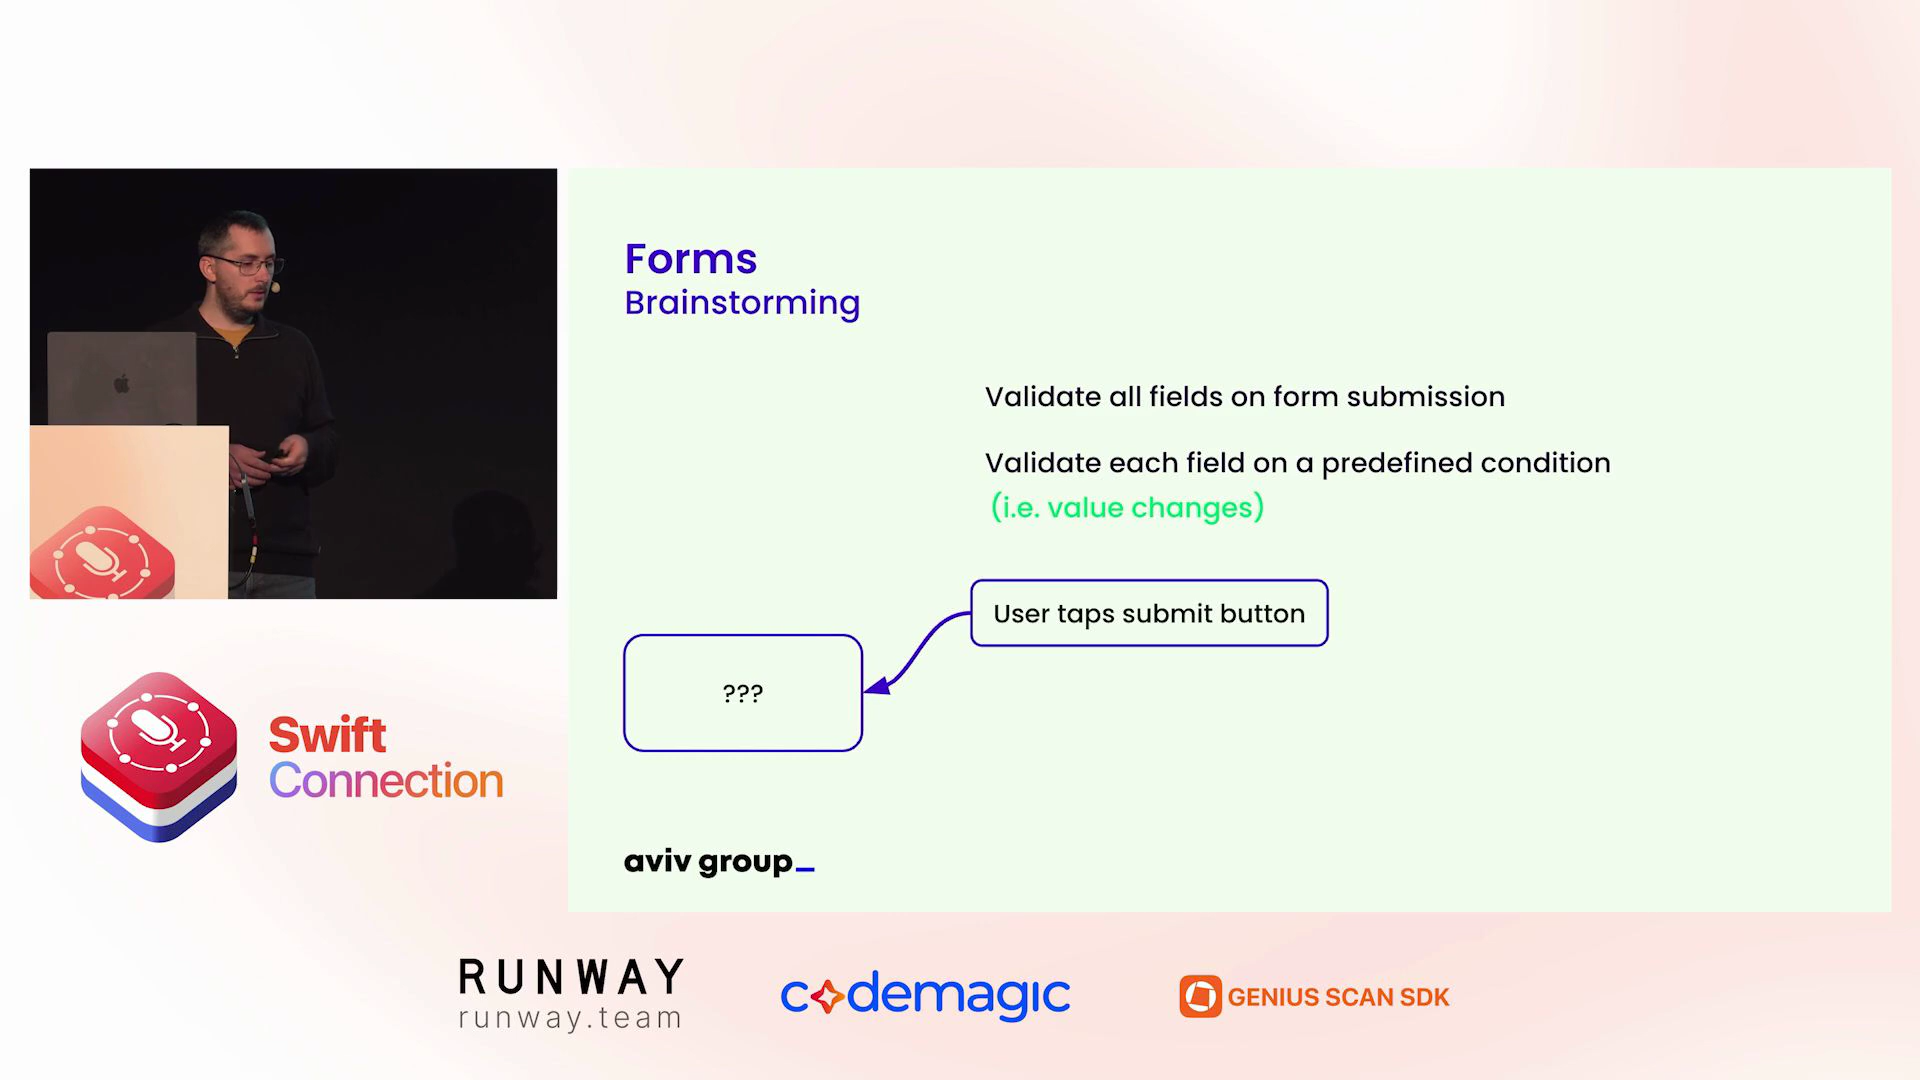 Forms
Brainstorming
Validate all fields on form submission
Validate each field on a predefined condition
(i.e. value changes)
User taps submit button
???
aviv group_
Swift
Connection
RUNWAY
runway.team
codemagic
GENIUS SCAN SDK